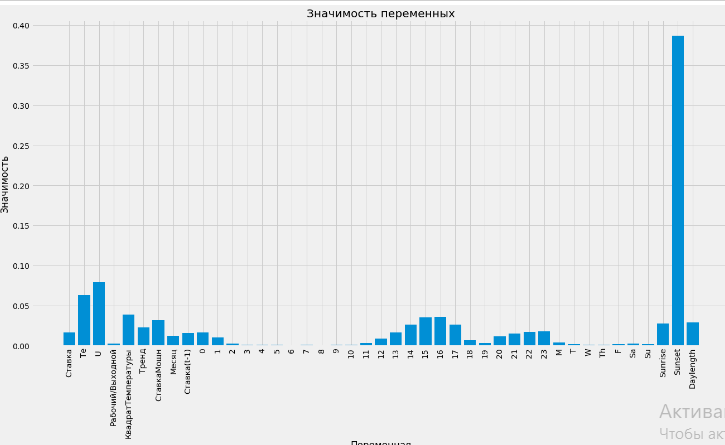 Значимость переменных
0.40
0.35
0.30
0.25
0.20
0.15
0.10
0.05
0.00
Значимость
Ставка
Te
U
Рабочий/Выходной
КвадратТемпературы
Тренд
СтавкаМошн
Месяц
Ставка(t-1)
0
1
2
3
4
5
6
7
8
9
10
11
12
13
14
15
16
17
18
19
20
21
22
23
M
T
W
Th
F
Sa
Su
Sunrise
Sunset
Daylength
Переменная
Актива
Чтобы ак